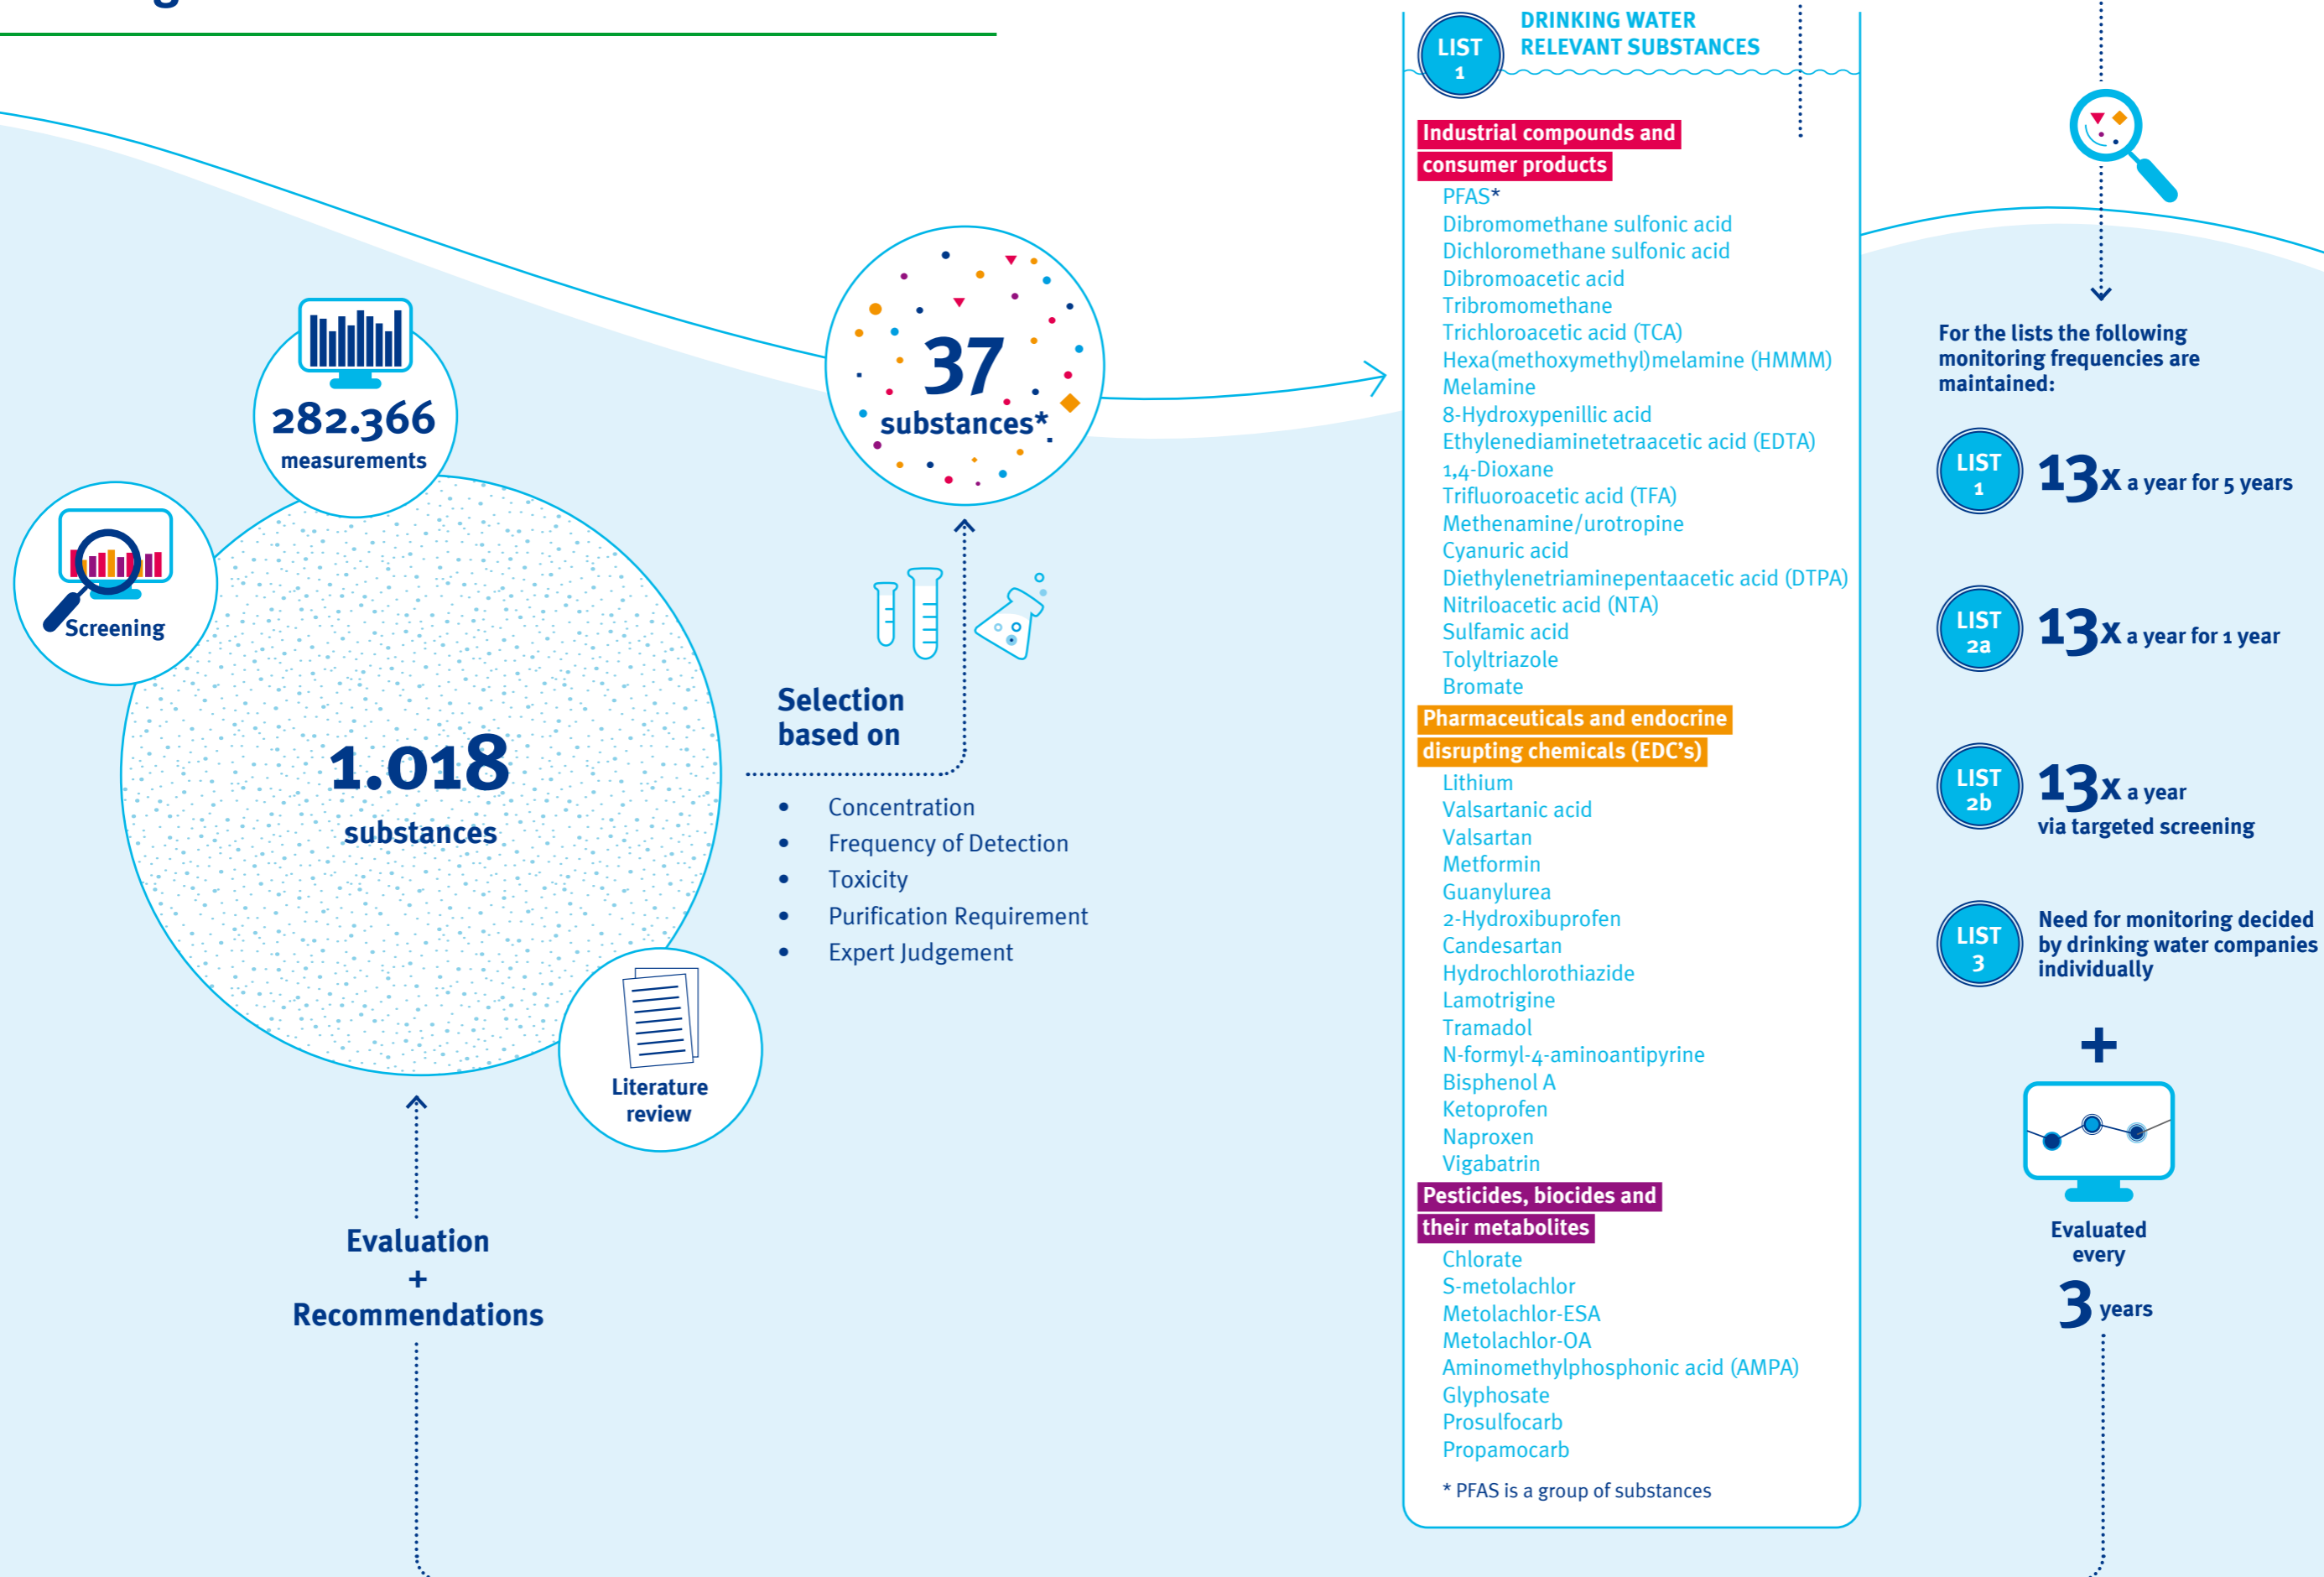 282.366
measurements
Screening
1.018
substances
Literature
review
Evaluation
+
Recommendations
37
substances*
Selection
based on
• Concentration
• Frequency of Detection
• Toxicity
• Purification Requirement
• Expert Judgement
LIST
1
DRINKING WATER
RELEVANT SUBSTANCES
Industrial compounds and
consumer products
PFAS*
Dibromomethane sulfonic acid
Dichloromethane sulfonic acid
Dibromoacetic acid
Tribromomethane
Trichloroacetic acid (TCA)
Hexa(methoxymethyl)melamine (HMMM)
Melamine
8-Hydroxypenillic acid
Ethylenediaminetetraacetic acid (EDTA)
1,4-Dioxane
Trifluoroacetic acid (TFA)
Methenamine/urotropine
Cyanuric acid
Diethylenetriaminepentaacetic acid (DTPA)
Nitriloacetic acid (NTA)
Sulfamic acid
Tolyltriazole
Bromate
Pharmaceuticals and endocrine
disrupting chemicals (EDC's)
Lithium
Valsartanic acid
Valsartan
Metformin
Guanylurea
2-Hydroxibuprofen
Candesartan
Hydrochlorothiazide
Lamotrigine
Tramadol
N-formyl-4-aminoantipyrine
Bisphenol A
Ketoprofen
Naproxen
Vigabatrin
Pesticides, biocides and
their metabolites
Chlorate
S-metolachlor
Metolachlor-ESA
Metolachlor-OA
Aminomethylphosphonic acid (AMPA)
Glyphosate
Prosulfocarb
Propamocarb
* PFAS is a group of substances
For the lists the following
monitoring frequencies are
maintained:
LIST
1
13x a year for 5 years
LIST
2a
13x a year for 1 year
LIST
2b
13x a year
via targeted screening
LIST
3
Need for monitoring decided
by drinking water companies
individually
+
Evaluated
every
3 years